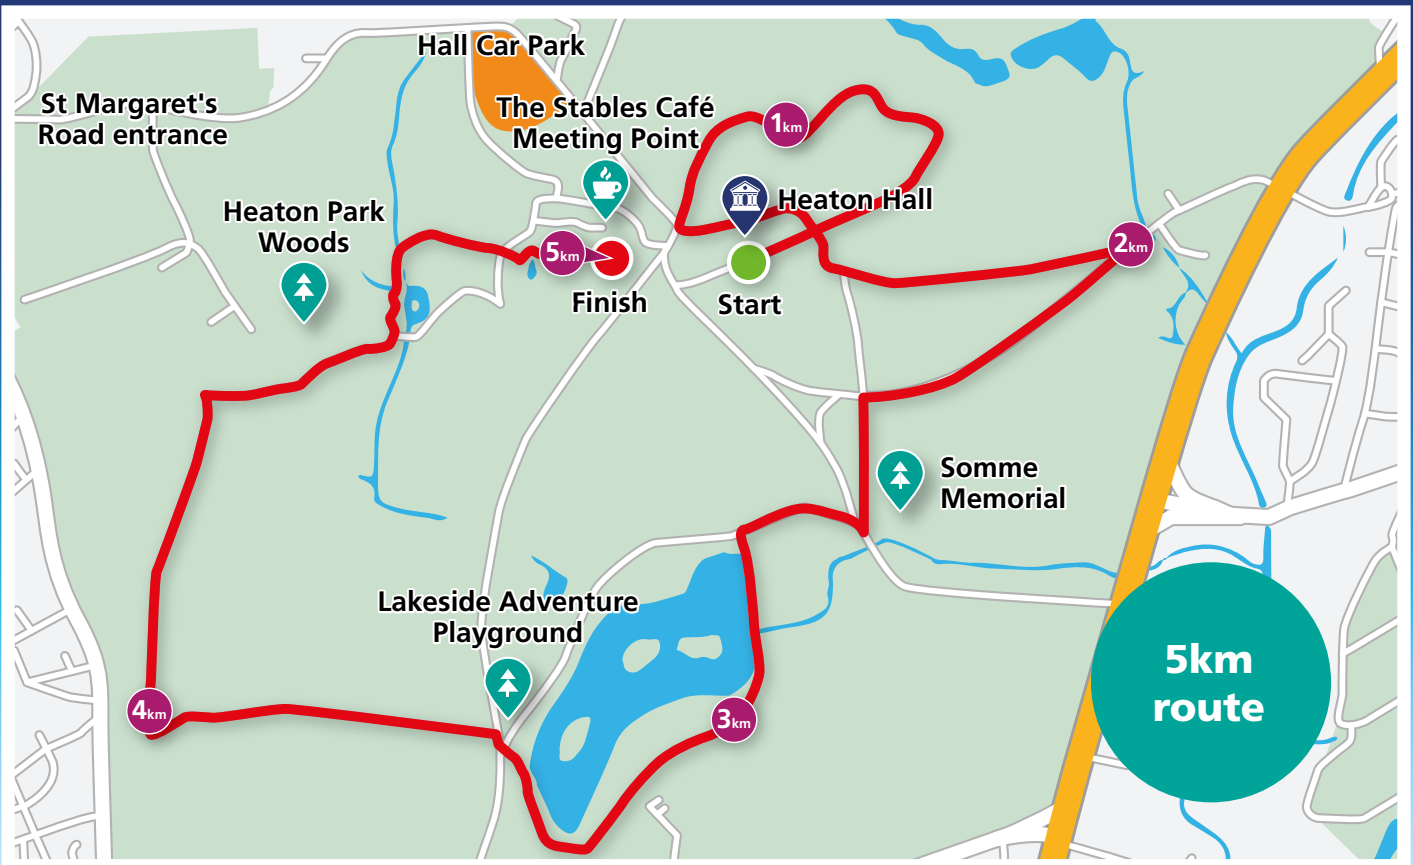 Hall Car Park
St Margaret's
Road entrance
The Stables Café
Meeting Point
1km
Heaton Park
Woods
Heaton Hall
2km
5km
Finish
Start
Somme
Memorial
Lakeside Adventure
Playground
5km
route
4km
3km